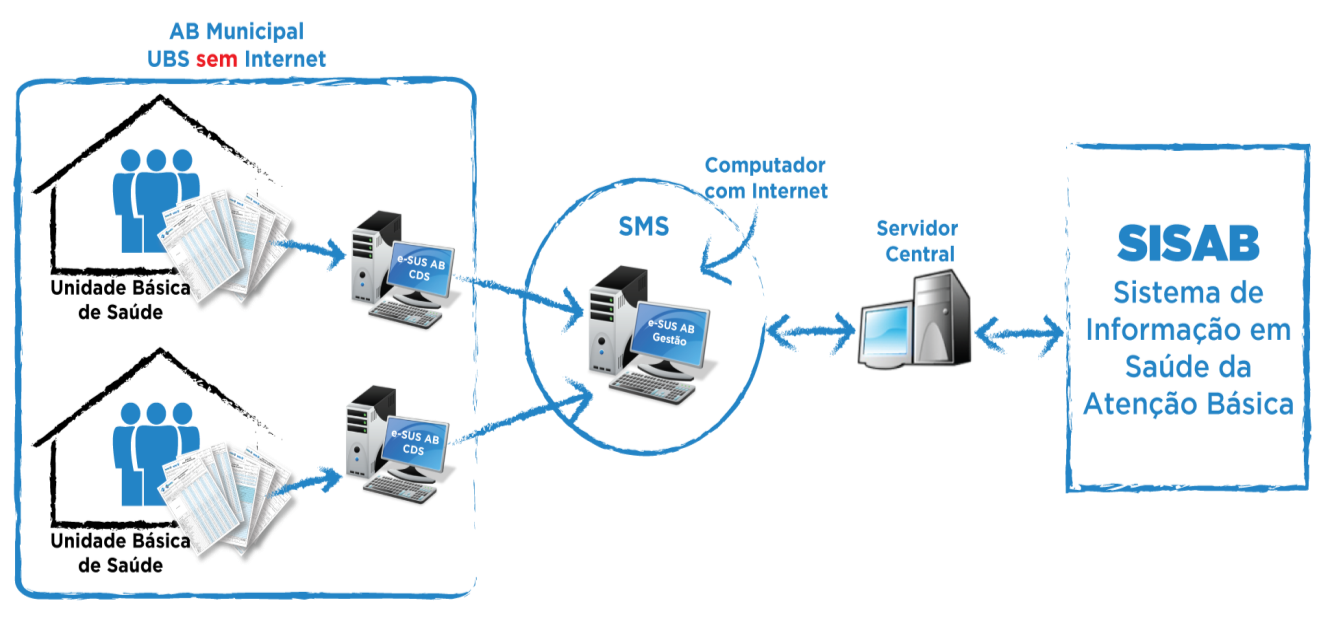 AB Municipal
UBS sem Internet
Unidade Básica
de Saúde
e-SUS AB
CDS
Unidade Básica
de Saúde
e-SUS AB
CDS
SMS
Computador
com Internet
e-SUS AB
Gestão
Servidor
Central
SISAB
Sistema de
Informação em
Saúde da
Atenção Básica